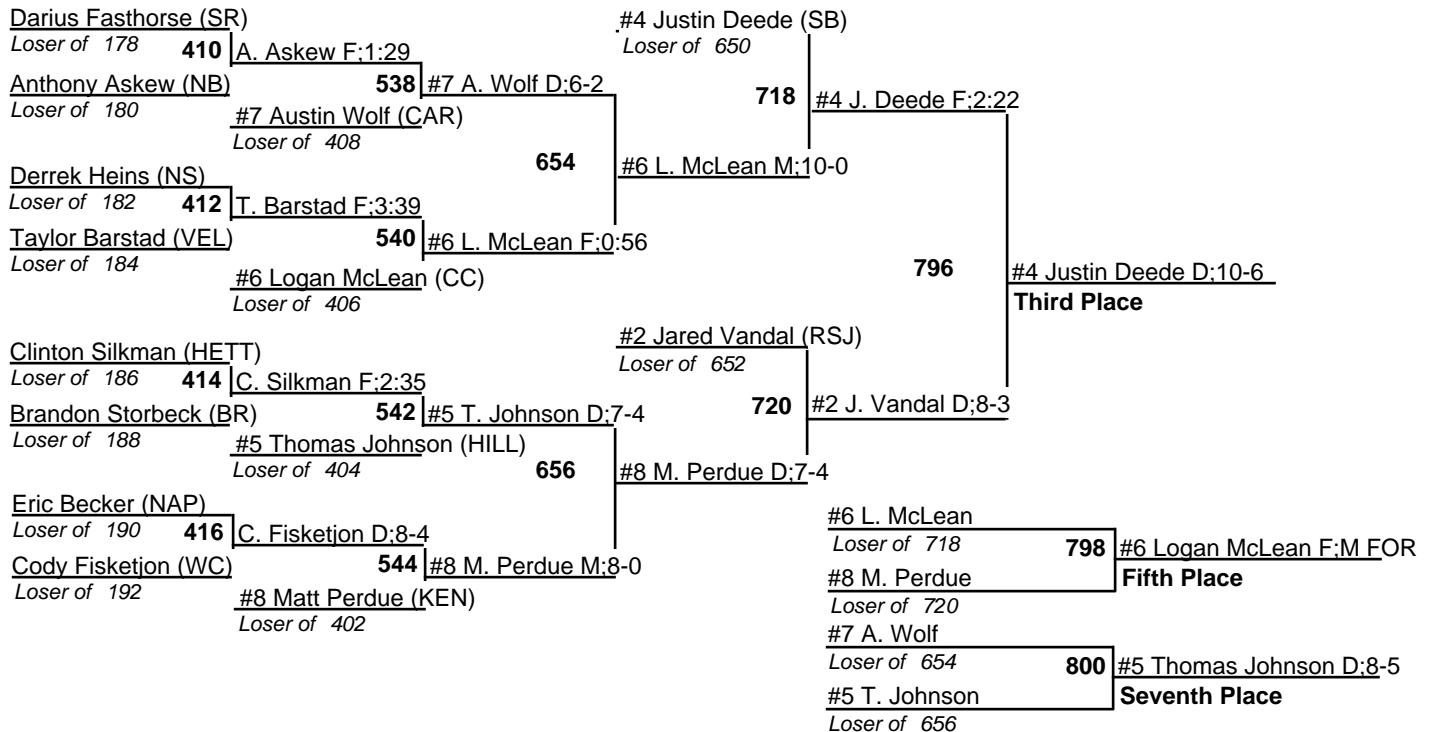 Darius Fasthorse (SR)
Loser of 178
410
A. Askew F;1:29
Anthony Askew (NB)
Loser of 180
538
#7 A. Wolf D;6-2
#7 Austin Wolf (CAR)
Loser of 408
Derrek Heins (NS)
Loser of 182
412
T. Barstad F;3:39
Taylor Barstad (VEL)
Loser of 184
540
#6 L. McLean F;0:56
#6 Logan McLean (CC)
Loser of 406
654
#6 L. McLean M;10-0
#4 Justin Deede (SB)
Loser of 650
718
#4 J. Deede F;2:22
Clinton Silkman (HETT)
Loser of 186
414
C. Silkman F;2:35
Brandon Storbeck (BR)
Loser of 188
542
#5 T. Johnson D;7-4
#5 Thomas Johnson (HILL)
Loser of 404
Eric Becker (NAP)
Loser of 190
416
C. Fisketjon D;8-4
Cody Fisketjon (WC)
Loser of 192
544
#8 M. Perdue M;8-0
#8 Matt Perdue (KEN)
Loser of 402
656
#8 M. Perdue D;7-4
#2 Jared Vandal (RSJ)
Loser of 652
720
#2 J. Vandal D;8-3
796
#4 Justin Deede D;10-6
Third Place
#6 L. McLean
Loser of 718
798
#6 Logan McLean F;M FOR
#8 M. Perdue
Fifth Place
Loser of 720
#7 A. Wolf
Loser of 654
800
#5 Thomas Johnson D;8-5
#5 T. Johnson
Seventh Place
Loser of 656